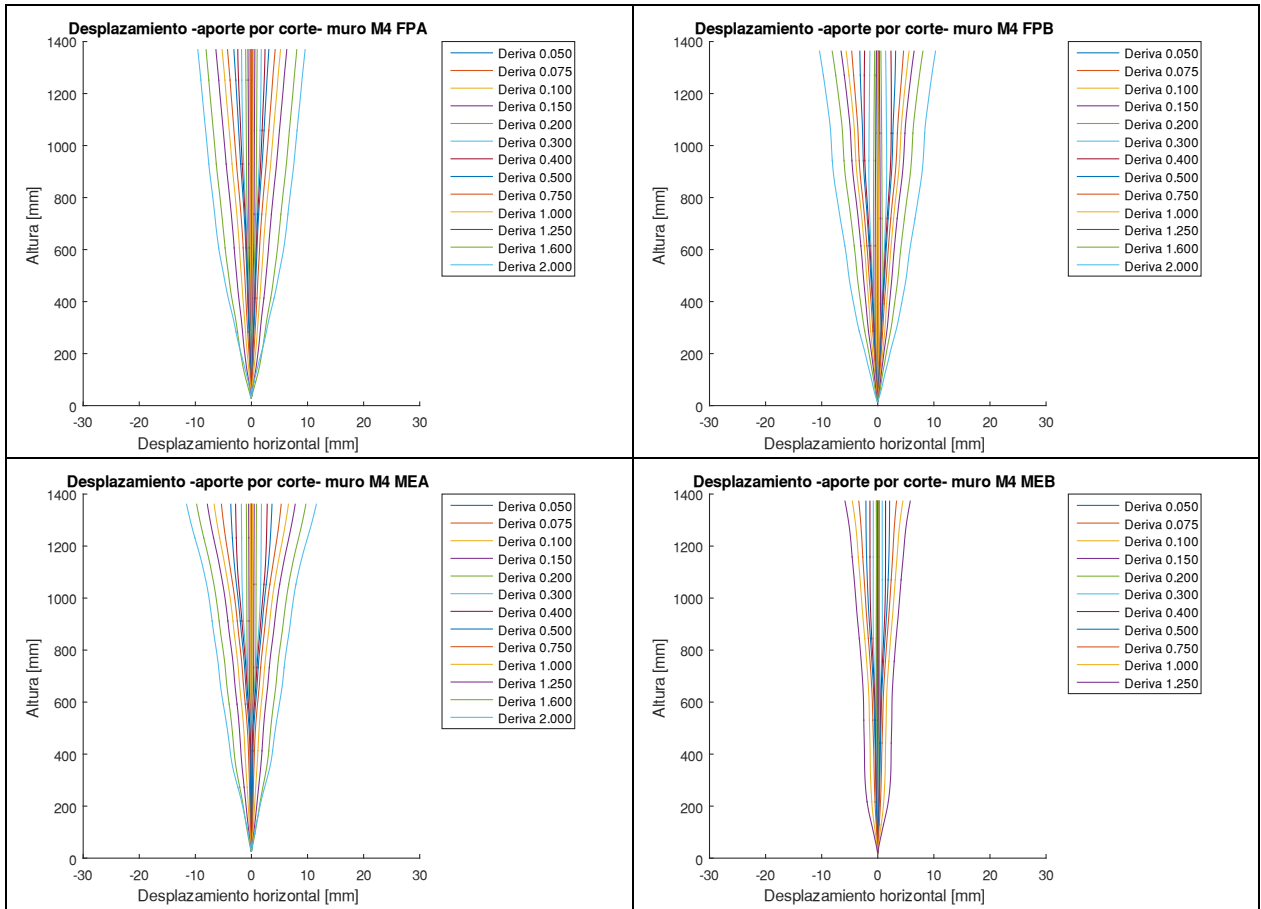 Desplazamiento -aporte por corte- muro M4 FPA
1400
1200
1000
800
600
400
200
0
Altura [mm]
-30 -20 -10 0 10 20 30
Desplazamiento horizontal [mm]
Deriva 0.050
Deriva 0.075
Deriva 0.100
Deriva 0.150
Deriva 0.200
Deriva 0.300
Deriva 0.400
Deriva 0.500
Deriva 0.750
Deriva 1.000
Deriva 1.250
Deriva 1.600
Deriva 2.000
Desplazamiento -aporte por corte- muro M4 FPB
1400
1200
1000
800
600
400
200
0
Altura [mm]
-30 -20 -10 0 10 20 30
Desplazamiento horizontal [mm]
Deriva 0.050
Deriva 0.075
Deriva 0.100
Deriva 0.150
Deriva 0.200
Deriva 0.300
Deriva 0.400
Deriva 0.500
Deriva 0.750
Deriva 1.000
Deriva 1.250
Deriva 1.600
Deriva 2.000
Desplazamiento -aporte por corte- muro M4 MEA
1400
1200
1000
800
600
400
200
0
Altura [mm]
-30 -20 -10 0 10 20 30
Desplazamiento horizontal [mm]
Deriva 0.050
Deriva 0.075
Deriva 0.100
Deriva 0.150
Deriva 0.200
Deriva 0.300
Deriva 0.400
Deriva 0.500
Deriva 0.750
Deriva 1.000
Deriva 1.250
Deriva 1.600
Deriva 2.000
Desplazamiento -aporte por corte- muro M4 MEB
1400
1200
1000
800
600
400
200
0
Altura [mm]
-30 -20 -10 0 10 20 30
Desplazamiento horizontal [mm]
Deriva 0.050
Deriva 0.075
Deriva 0.100
Deriva 0.150
Deriva 0.200
Deriva 0.300
Deriva 0.400
Deriva 0.500
Deriva 0.750
Deriva 1.000
Deriva 1.250